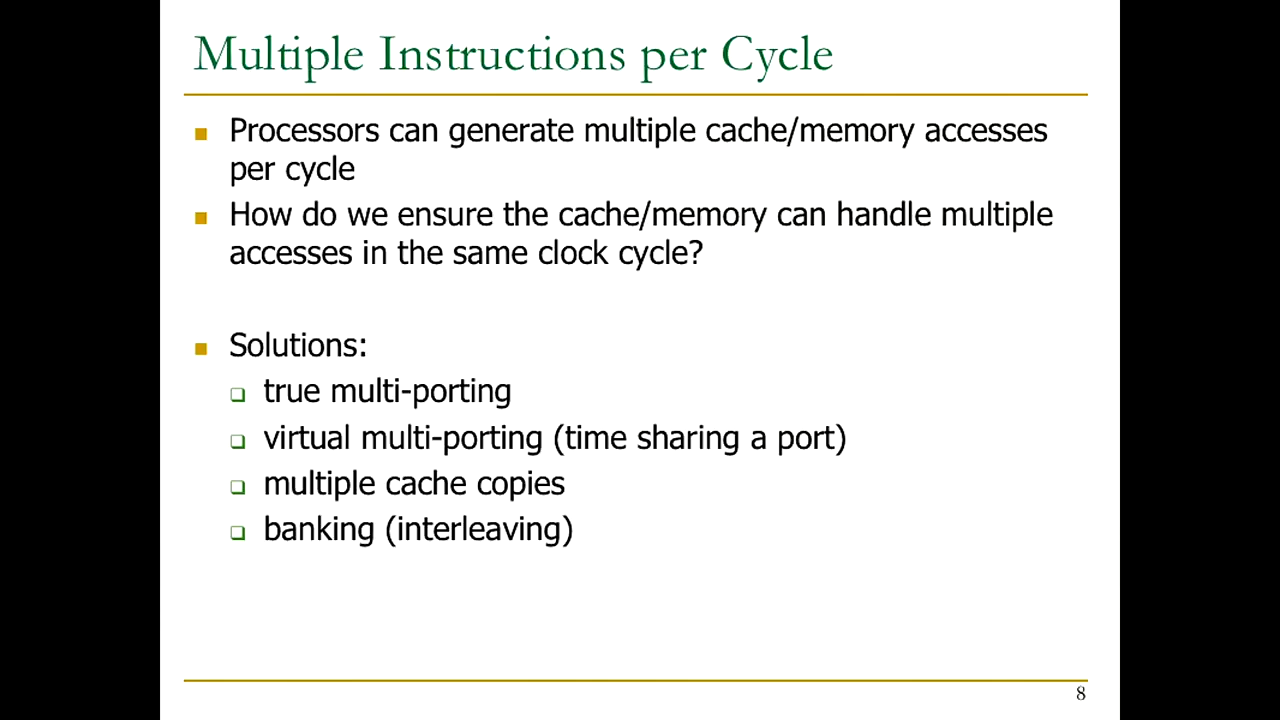 Multiple Instructions per Cycle
Processors can generate multiple cache/memory accesses
per cycle
How do we ensure the cache/memory can handle multiple
accesses in the same clock cycle?
Solutions:
true multi-porting
virtual multi-porting (time sharing a port)
multiple cache copies
banking (interleaving)
8